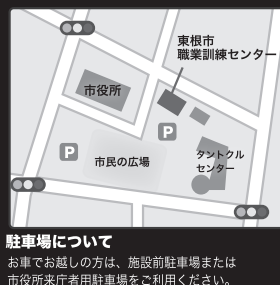 東根市
職業訓練センター
市役所
P
P
市民の広場
タントクル
センター
駐車場について
お車でお越しの方は、施設前駐車場または
市役所来庁者用駐車場をご利用ください。